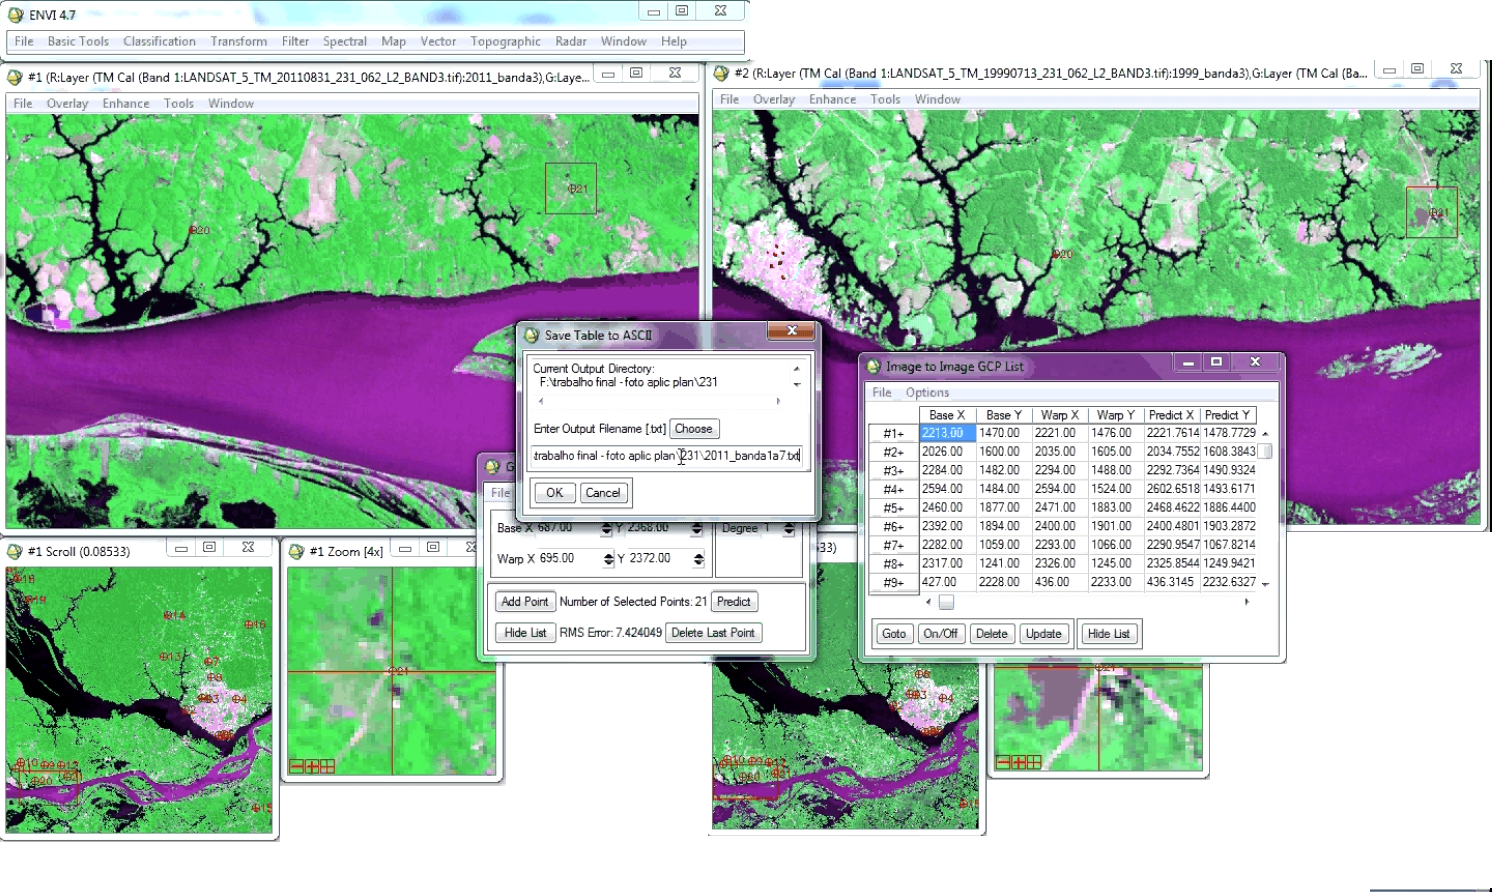 ENVI 4.7
File Basic Tools Classification Transform Filter Spectral Map Vector Topographic Radar Window Help
#1 (R:Layer (TM Cal (Band 1:LANDSAT_5_TM_20110831_231_062_L2_BAND3.tif):2011_banda3),G:Laye...
File Overlay Enhance Tools Window
#20
#21
#2 (R:Layer (TM Cal (Band 1:LANDSAT_5_TM_19990713_231_062_L2_BAND3.tif):1999_banda3),G:Layer (TM Cal (Ba...
File Overlay Enhance Tools Window
#20
#21
Save Table to ASCII
Current Output Directory:
F:\trabalho final - foto aplic plan\231
Enter Output Filename [.txt] Choose
trabalho final - foto aplic plan\231\2011_banda1a7.txt
OK Cancel
File
Base X 687.00 Y 2368.00 Degree 1
Warp X 695.00 Y 2372.00
Add Point Number of Selected Points: 21 Predict
Hide List RMS Error: 7.424049 Delete Last Point
Image to Image GCP List
File Options
Base X Base Y Warp X Warp Y Predict X Predict Y
#1+ 2213.00 1470.00 2221.00 1476.00 2221.7614 1478.7729
#2+ 2026.00 1600.00 2035.00 1605.00 2034.7552 1608.3843
#3+ 2284.00 1482.00 2294.00 1488.00 2292.7364 1490.9324
#4+ 2594.00 1484.00 2594.00 1524.00 2602.6518 1493.6171
#5+ 2460.00 1877.00 2471.00 1883.00 2468.4622 1886.4400
#6+ 2392.00 1894.00 2400.00 1901.00 2400.4801 1903.2872
#7+ 2282.00 1059.00 2293.00 1066.00 2290.9547 1067.8214
#8+ 2317.00 1241.00 2326.00 1245.00 2325.8544 1249.9421
#9+ 427.00 2228.00 436.00 2233.00 436.3145 2232.6327
Goto On/Off Delete Update Hide List
#1 Scroll (0.08533)
#1 Zoom [4x]
33)